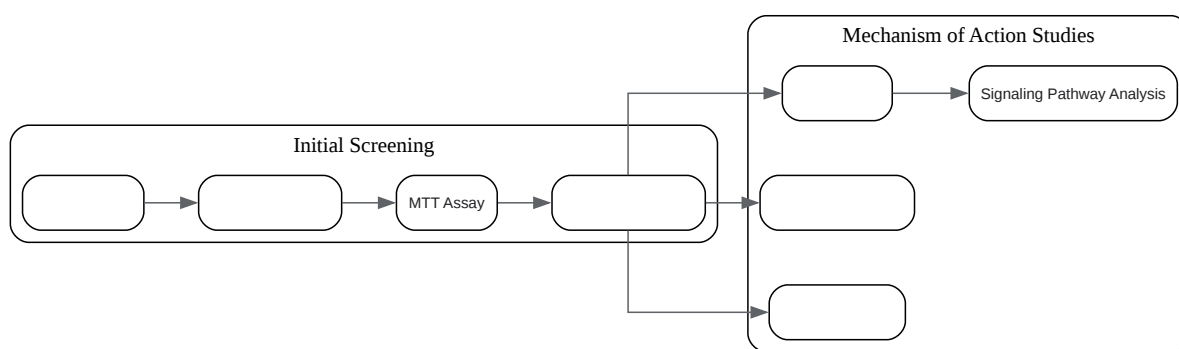 Mechanism of Action Studies
Signaling Pathway Analysis
Initial Screening
MTT Assay